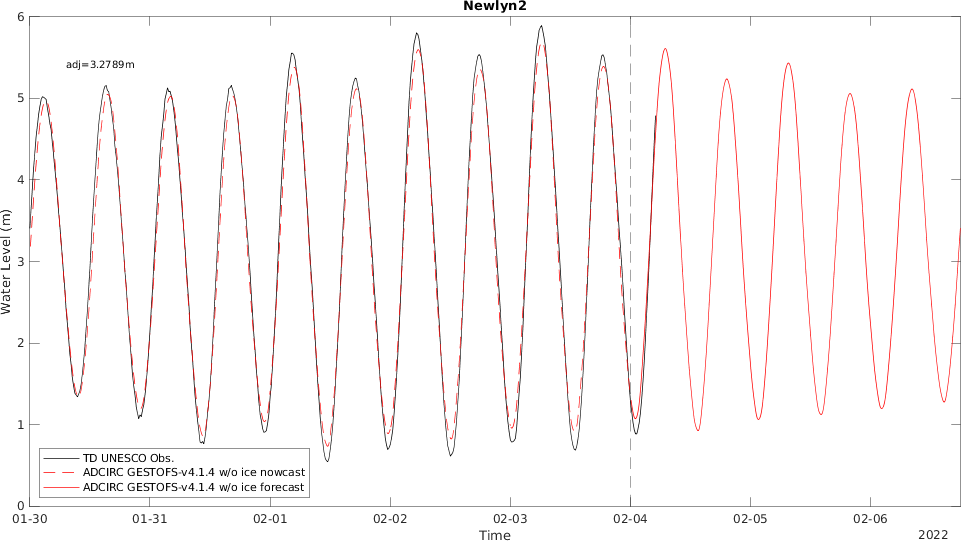 Newlyn2
adj=3.2789m
Water Level (m)
6
5
4
3
2
1
0
TD UNESCO Obs.
ADCIRC GESTOFS-v4.1.4 w/o ice nowcast
ADCIRC GESTOFS-v4.1.4 w/o ice forecast
01-30 01-31 02-01 02-02 02-03 02-04 02-05 02-06
Time
2022